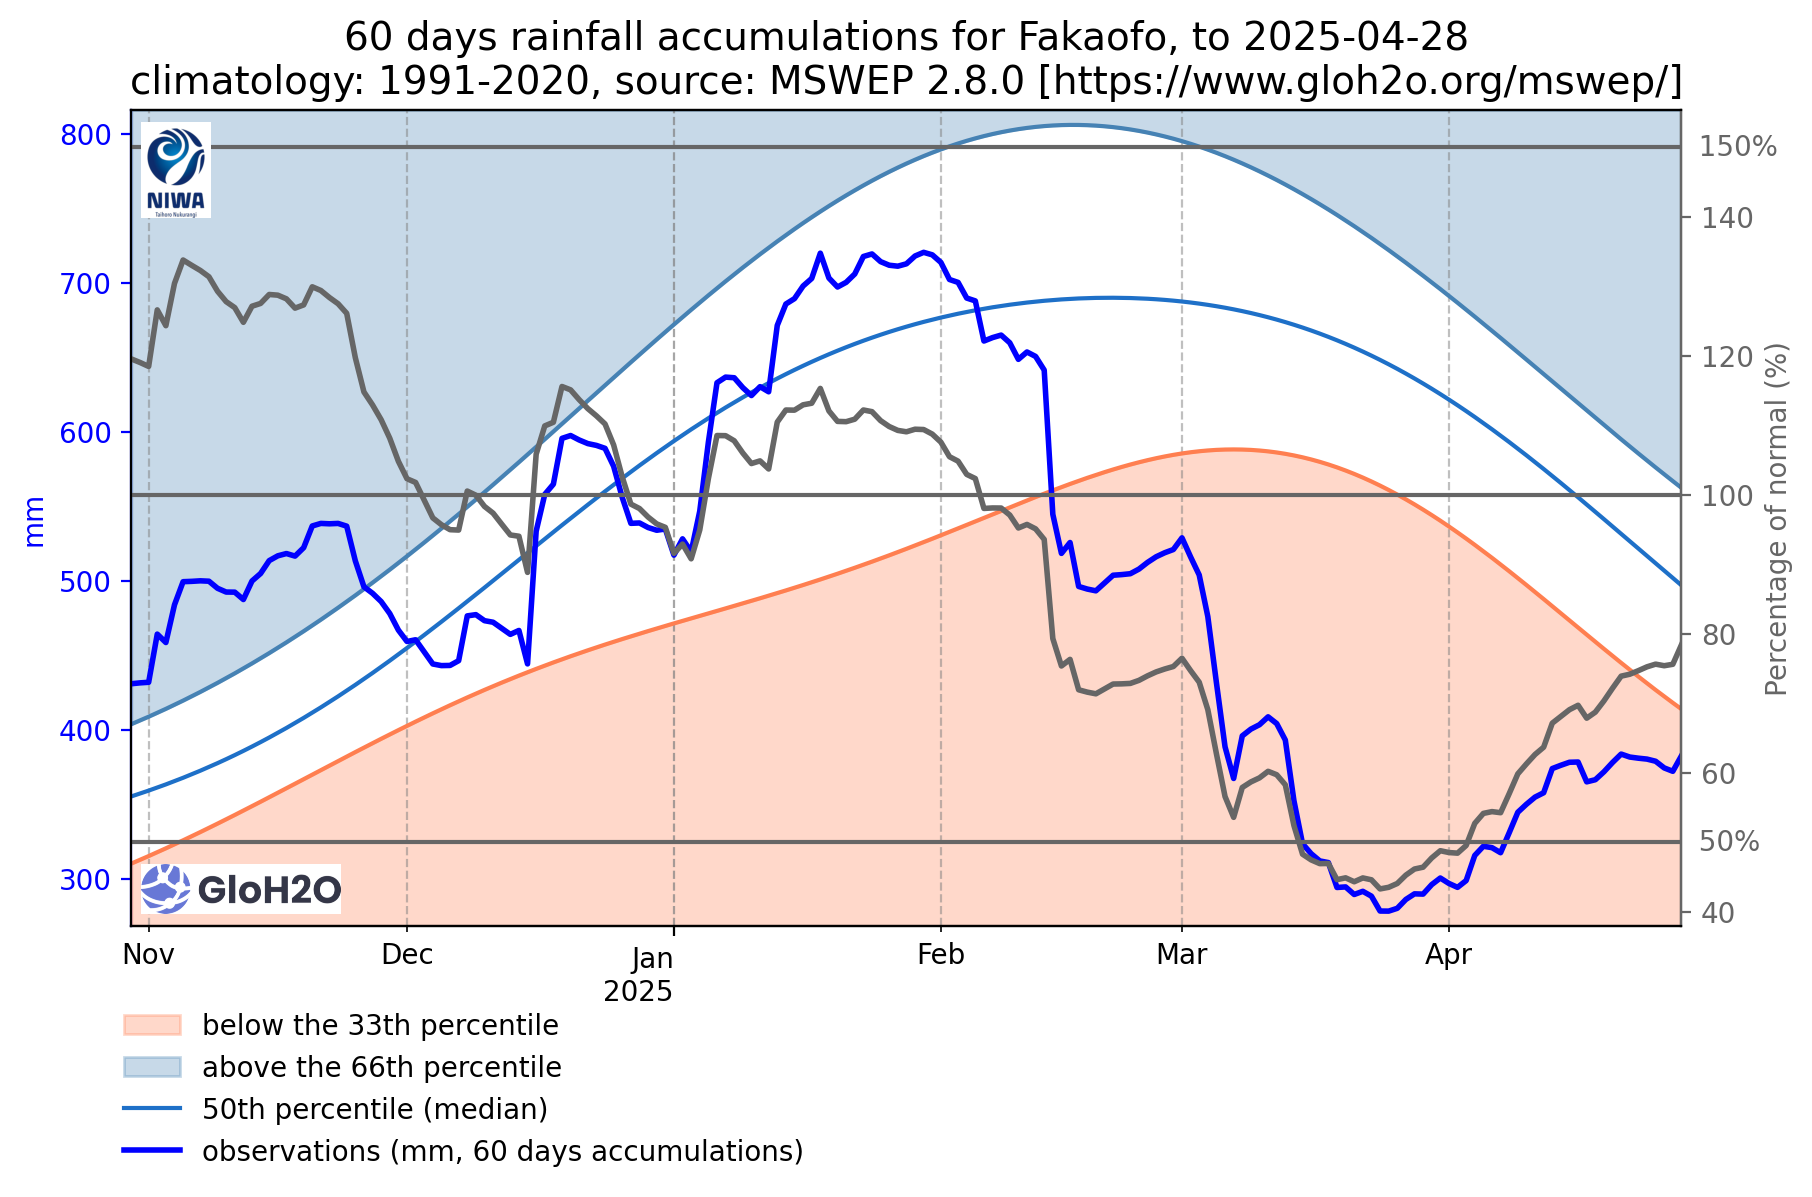 60 days rainfall accumulations for Fakaofo, to 2025-04-28
climatology: 1991-2020, source: MSWEP 2.8.0 [https://www.gloh2o.org/mswep/]
800
700
600
500
400
300
mm
150%
140
120
100
80
60
50%
40
Percentage of normal (%)
NIWA
Taihoro Nukurangi
GloH2O
Nov
Dec
Jan
2025
Feb
Mar
Apr
below the 33th percentile
above the 66th percentile
50th percentile (median)
observations (mm, 60 days accumulations)